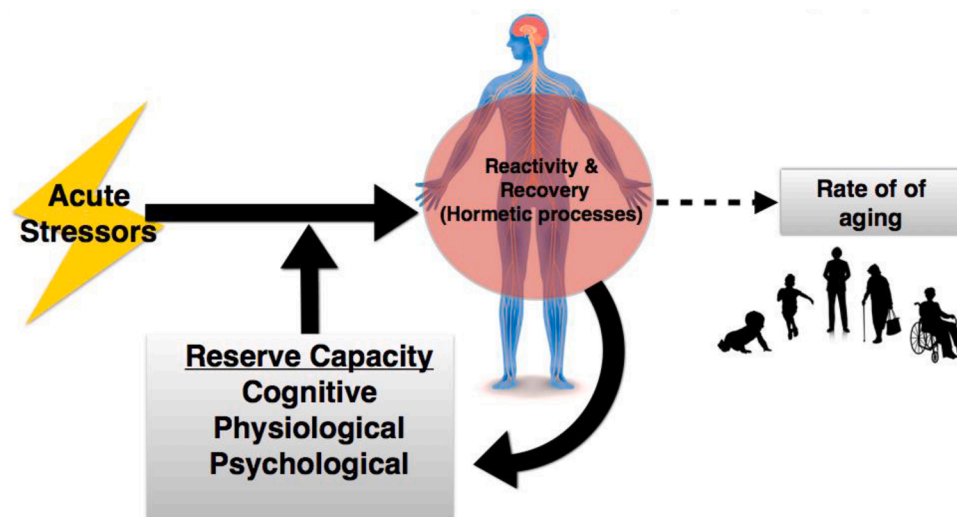 Acute
Stressors
Reactivity &
Recovery
(Hormetic processes)
Rate of of
aging
Reserve Capacity
Cognitive
Physiological
Psychological